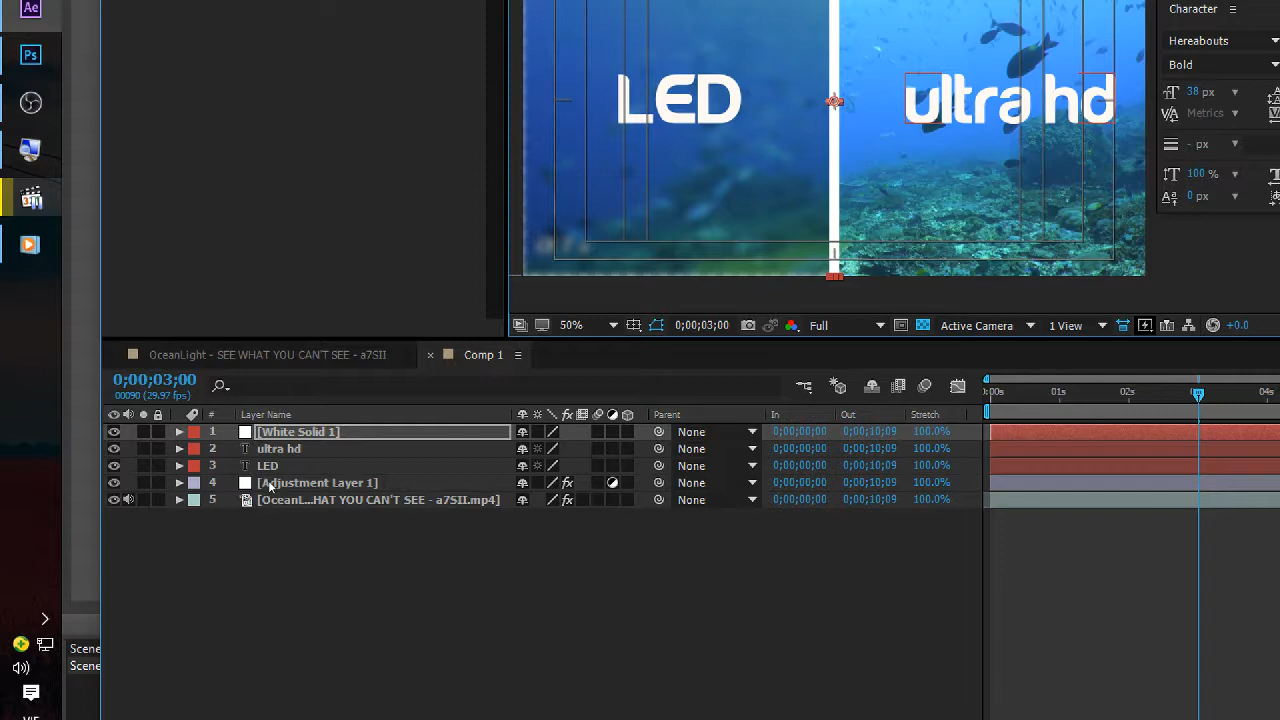 Ae
Character
Hereabouts
Bold
Ps
38 px
Metrics
- px
100 %
0 px
LED
ultra hd
50%
0;00;03;00
Full
Active Camera
1 View
+0.0
OceanLight - SEE WHAT YOU CAN'T SEE - a7SII
Comp 1
0;00;03;00
00090 (29.97 fps)
0:00s 01s 02s 04s
# Layer Name Parent In Out Stretch
1 [White Solid 1] None 0;00;00;00 0;00;10;09 100.0%
2 T ultra hd None 0;00;00;00 0;00;10;09 100.0%
3 T LED None 0;00;00;00 0;00;10;09 100.0%
4 [Adjustment Layer 1] fx None 0;00;00;00 0;00;10;09 100.0%
5 [OceanL...HAT YOU CAN'T SEE - a7SII.mp4] fx None 0;00;00;00 0;00;10;09 100.0%
Scene
Scene